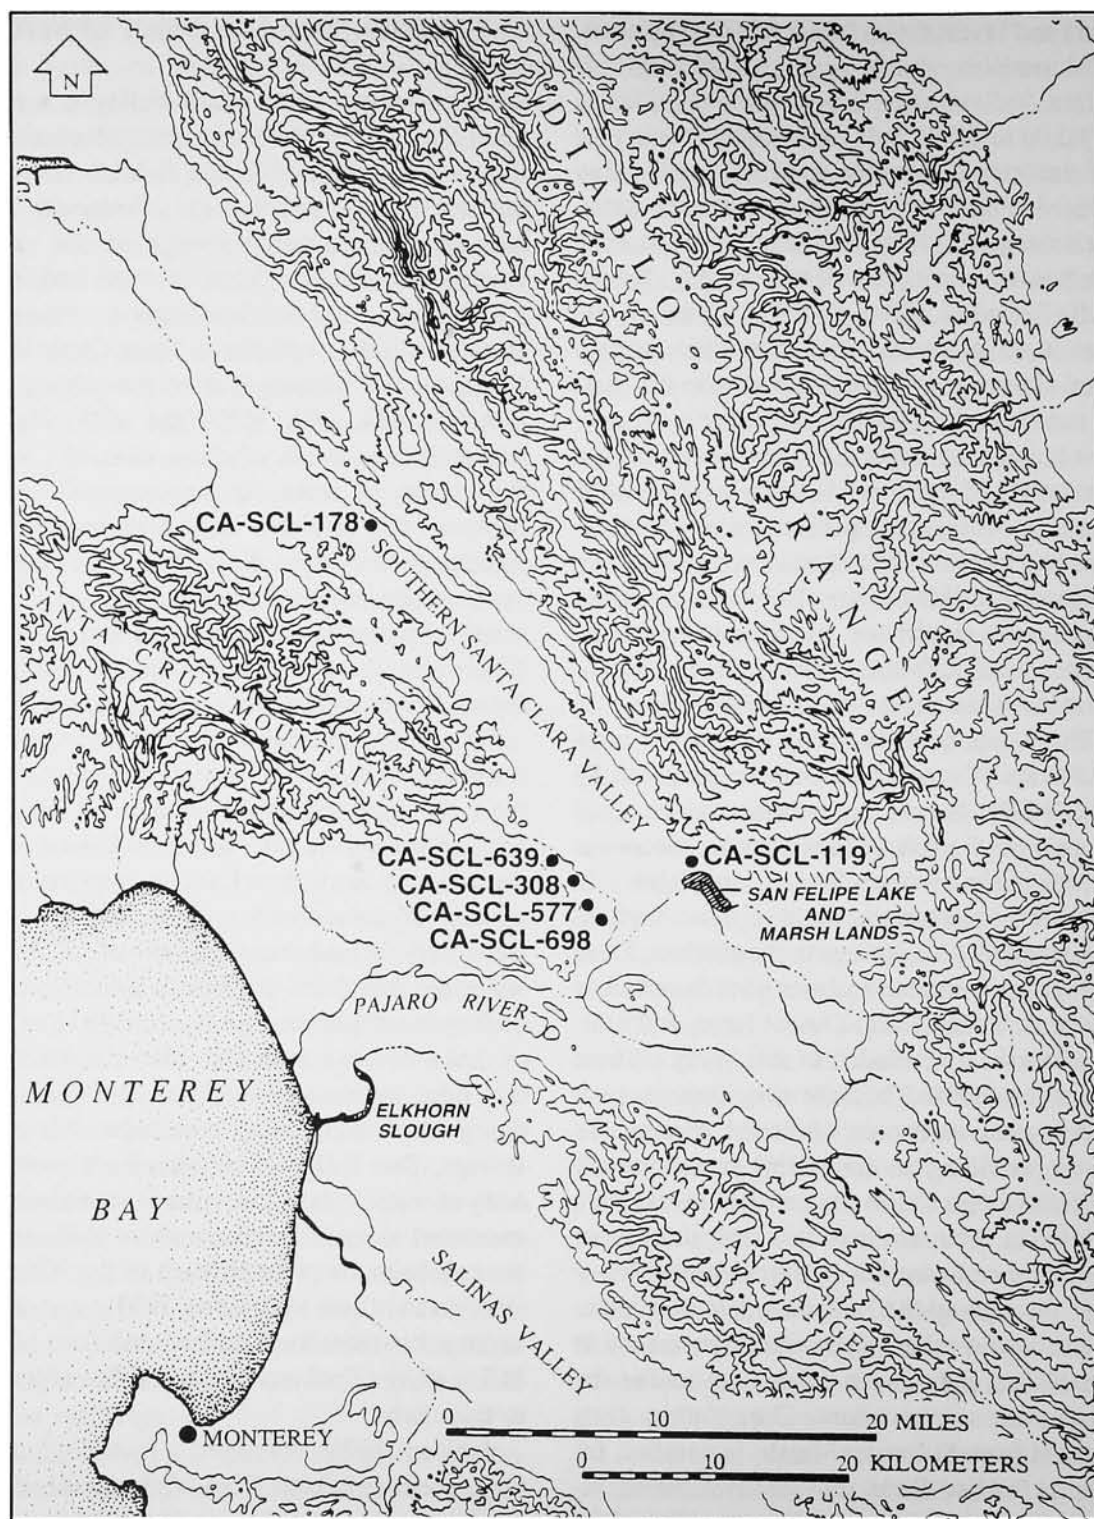 N
DIABLO
RANGE
CA-SCL-178
SOUTHERN SANTA CLARA VALLEY
SANTA CRUZ MOUNTAINS
CA-SCL-639
CA-SCL-119
CA-SCL-308
SAN FELIPE LAKE
AND
MARSH LANDS
CA-SCL-577
CA-SCL-698
PAJARO RIVER
MONTEREY
BAY
ELKHORN
SLOUGH
GABILAN RANGE
SALINAS VALLEY
0 10 20 MILES
MONTEREY
0 10 20 KILOMETERS